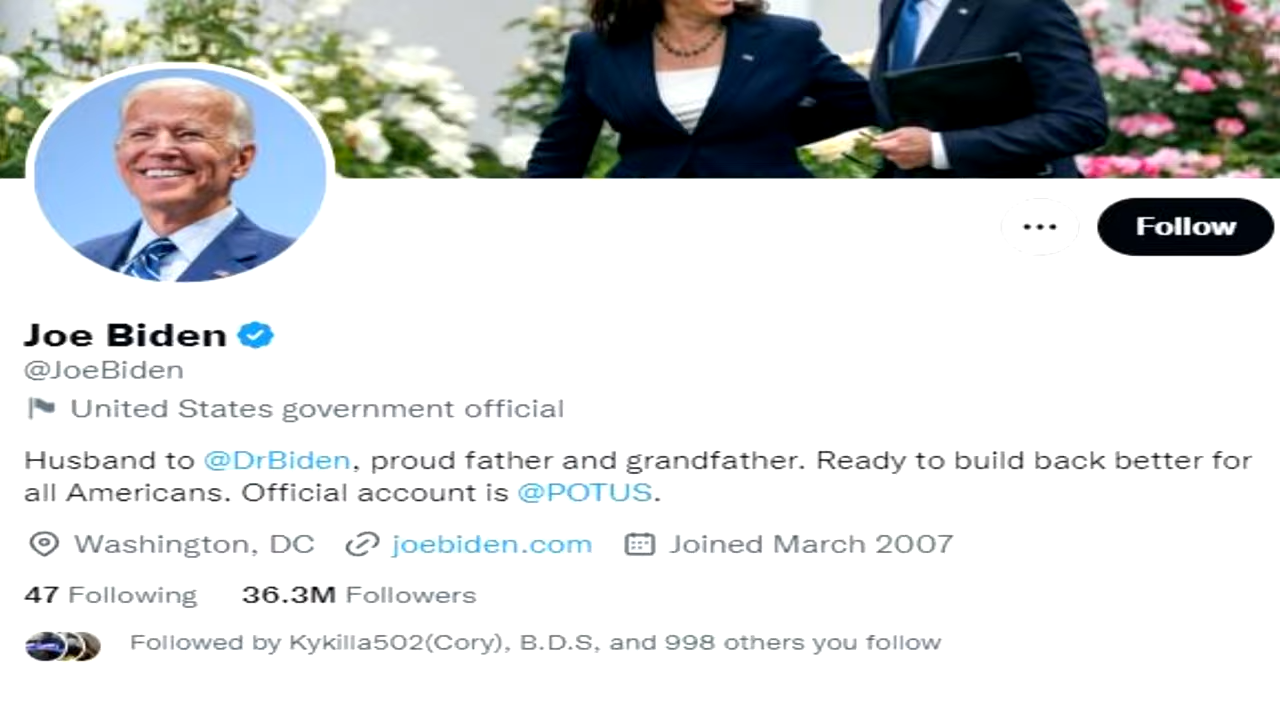 Follow
Joe Biden
@JoeBiden
United States government official
Husband to @DrBiden, proud father and grandfather. Ready to build back better for
all Americans. Official account is @POTUS.
Washington, DC joebiden.com Joined March 2007
47 Following 36.3M Followers
Followed by Kykilla502(Cory), B.D.S, and 998 others you follow